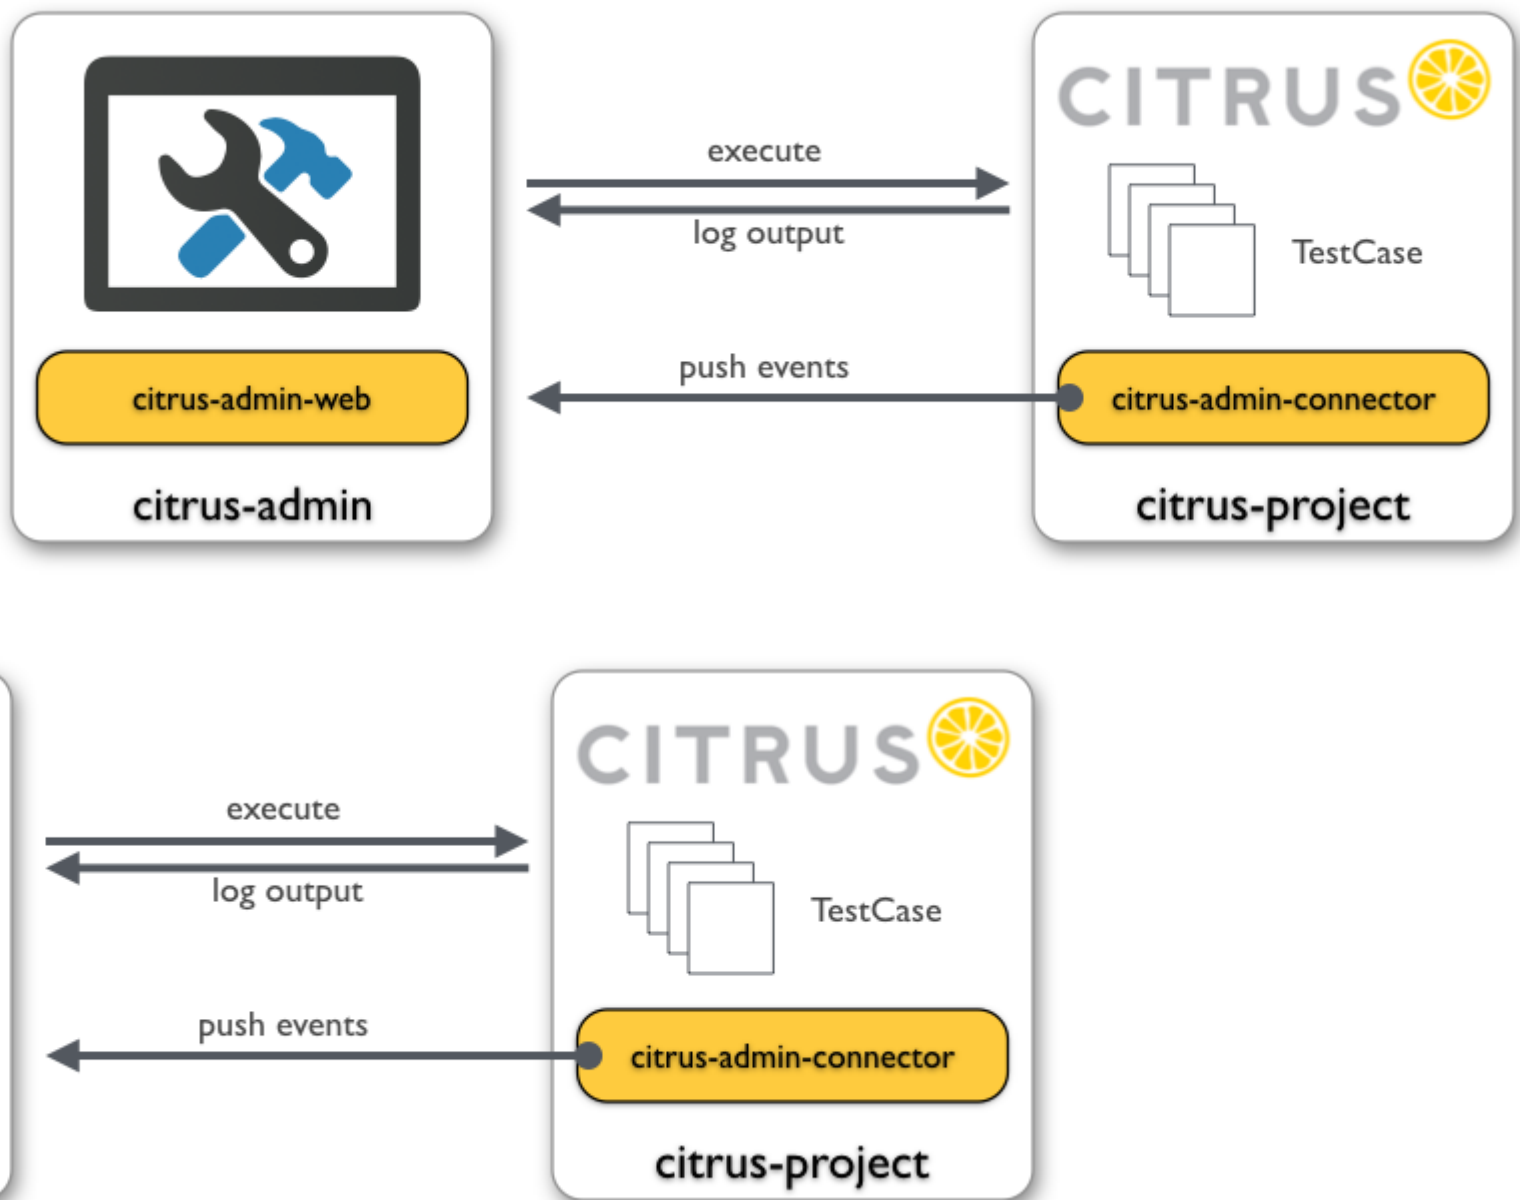 execute
log output
push events
citrus-admin-web
citrus-admin
CITRUS
TestCase
citrus-admin-connector
citrus-project
execute
log output
push events
CITRUS
TestCase
citrus-admin-connector
citrus-project